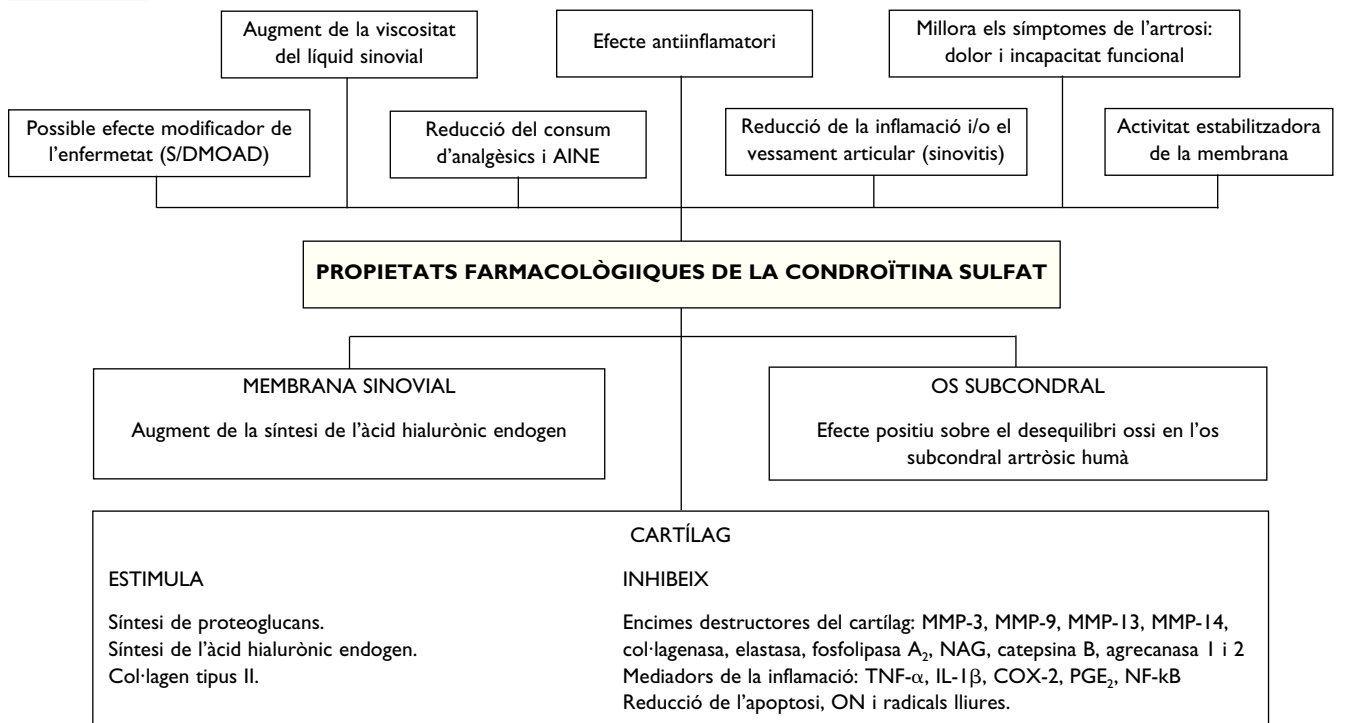 Augment de la viscositat
del líquid sinovial
Efecte antiinflamatori
Millora els símptomes de l’artrosi:
dolor i incapacitat funcional
Possible efecte modificador de
l’enfermetat (S/DMOAD)
Reducció del consum
d’analgèsics i AINE
Reducció de la inflamació i/o el
vessament articular (sinovitis)
Activitat estabilitzadora
de la membrana
PROPIETATS FARMACOLÒGIIQUES DE LA CONDROÏTINA SULFAT
MEMBRANA SINOVIAL
Augment de la síntesi de l’àcid hialurònic endogen
OS SUBCONDRAL
Efecte positiu sobre el desequilibri ossi en l’os
subcondral artròsic humà
CARTÍLAG
ESTIMULA
Síntesi de proteoglucans.
Síntesi de l’àcid hialurònic endogen.
Col·lagen tipus II.
INHIBEIX
Encimes destructores del cartílag: MMP-3, MMP-9, MMP-13, MMP-14,
col·lagenasa, elastasa, fosfolipasa A₂, NAG, catepsina B, agrecanasa 1 i 2
Mediadors de la inflamació: TNF-α, IL-1β, COX-2, PGE₂, NF-kB
Reducció de l’apoptosi, ON i radicals lliures.